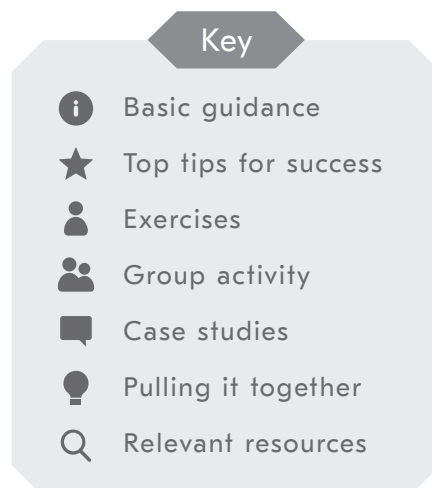 Key
Basic guidance
Top tips for success
Exercises
Group activity
Case studies
Pulling it together
Relevant resources